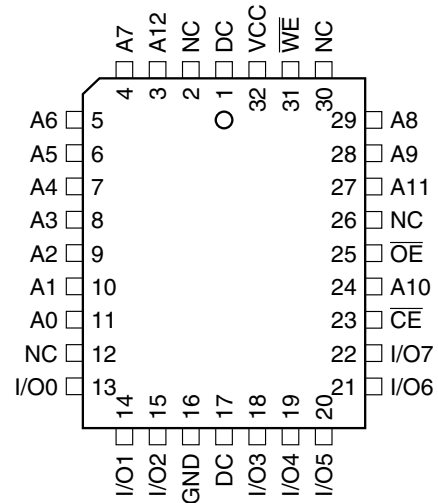 A7 A12 NC DC VCC W̅E̅ NC
4 3 2 1 32 31 30
A6 5 29 A8
A5 6 28 A9
A4 7 27 A11
A3 8 26 NC
A2 9 25 O̅E̅
A1 10 24 A10
A0 11 23 C̅E̅
NC 12 22 I/O7
I/O0 13 21 I/O6
14 15 16 17 18 19 20
I/O1 I/O2 GND DC I/O3 I/O4 I/O5